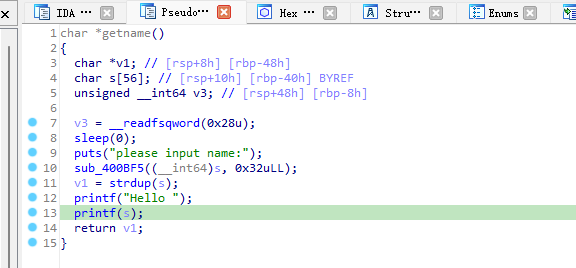 IDA ··· Pseudo··· Hex ··· Stru··· Enums
1 char *getname()
2 {
3 char *v1; // [rsp+8h] [rbp-48h]
4 char s[56]; // [rsp+10h] [rbp-40h] BYREF
5 unsigned __int64 v3; // [rsp+48h] [rbp-8h]
6
7 v3 = __readfsqword(0x28u);
8 sleep(0);
9 puts("please input name:");
10 sub_400BF5((__int64)s, 0x32uLL);
11 v1 = strdup(s);
12 printf("Hello ");
13 printf(s);
14 return v1;
15 }